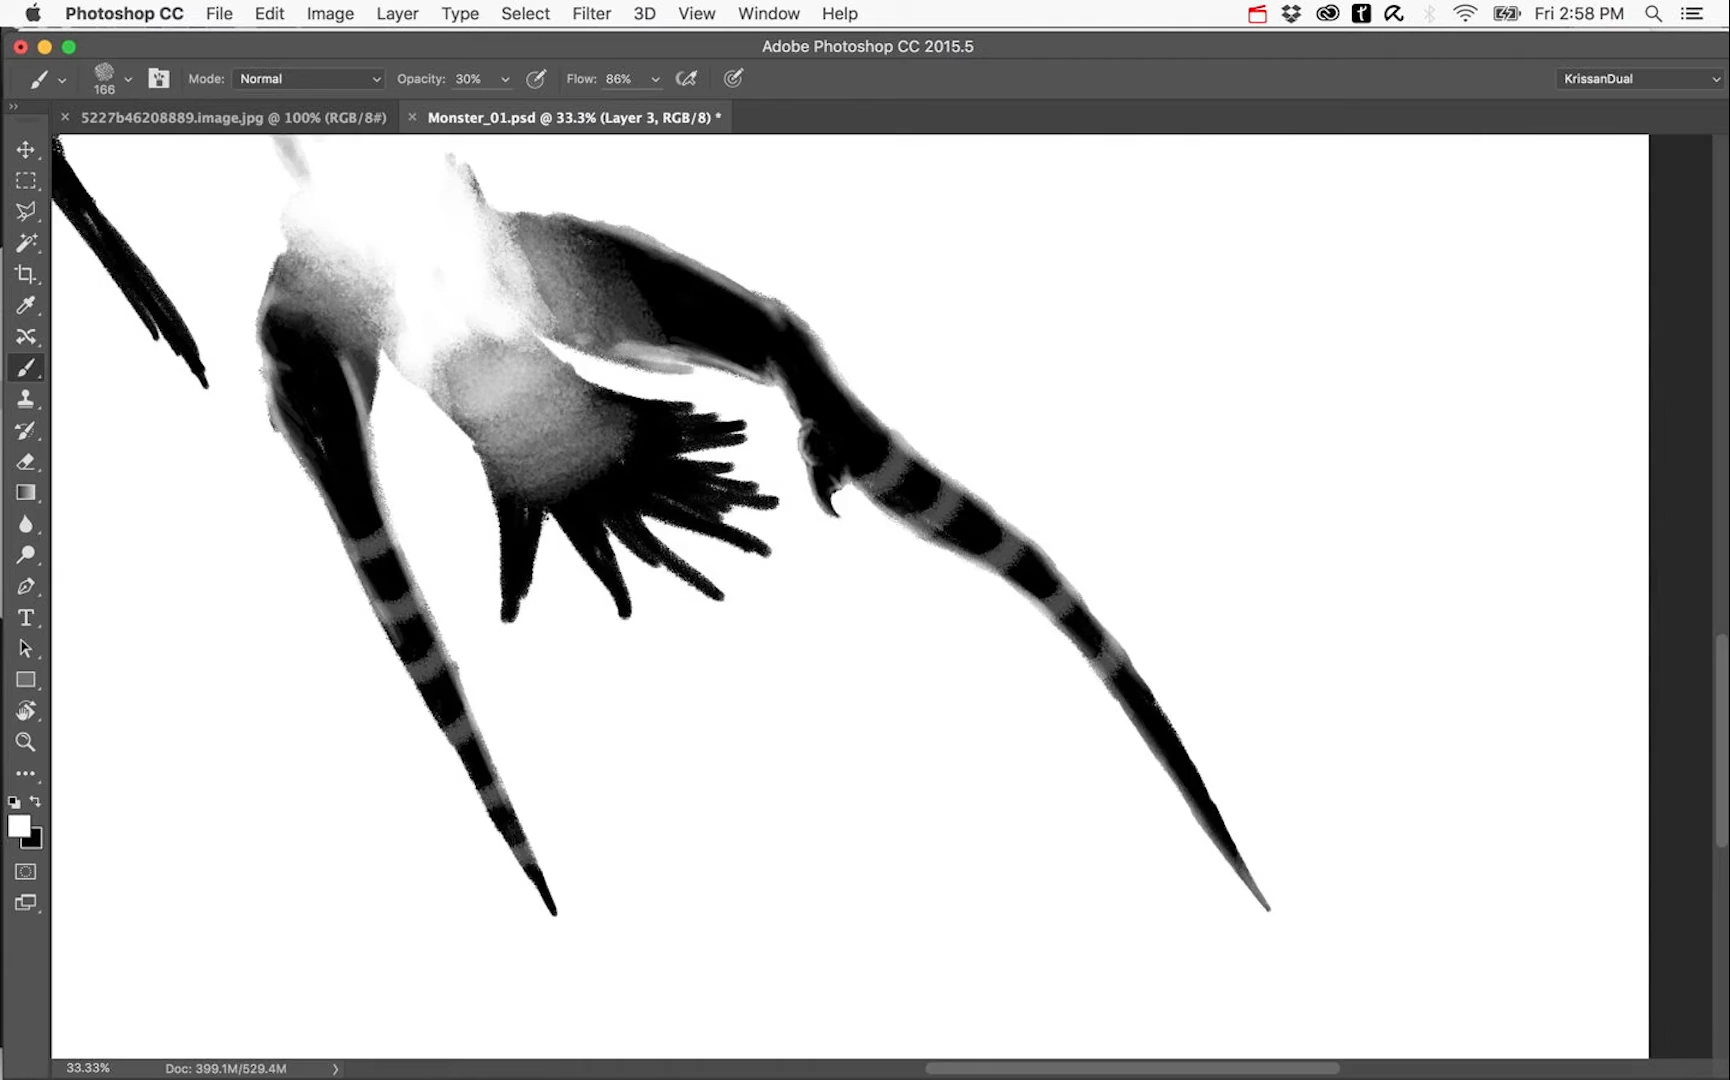 Photoshop CC File Edit Image Layer Type Select Filter 3D View Window Help Fri 2:58 PM
Adobe Photoshop CC 2015.5
166 Mode: Normal Opacity: 30% Flow: 86% KrissanDual
× 5227b46208889.image.jpg @ 100% (RGB/8#) × Monster_01.psd @ 33.3% (Layer 3, RGB/8) *
33.33% Doc: 399.1M/529.4M